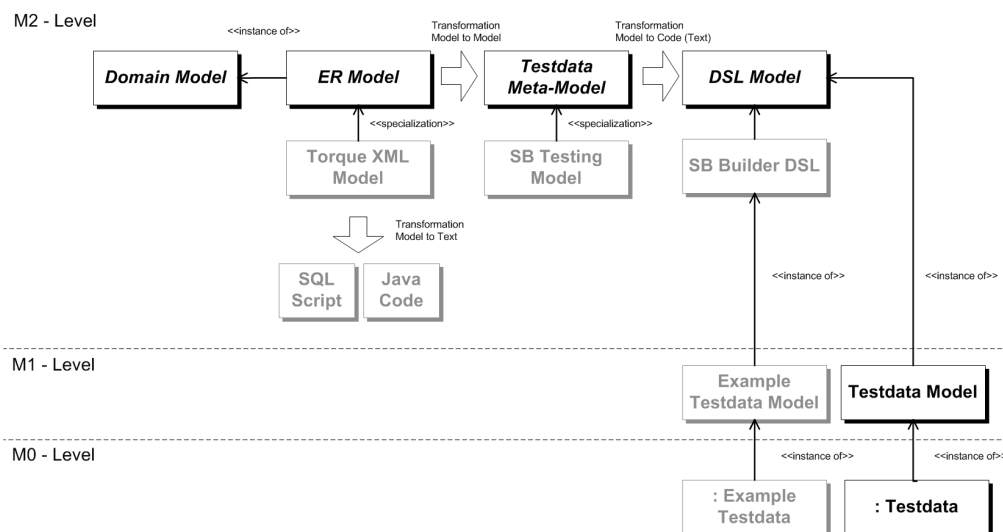 M2 - Level
<<instance of>>
Transformation
Model to Model
Transformation
Model to Code (Text)
Domain Model
ER Model
Testdata
Meta-Model
DSL Model
<<specialization>>
<<specialization>>
Torque XML
Model
SB Testing
Model
SB Builder DSL
Transformation
Model to Text
SQL
Script
Java
Code
<<instance of>>
<<instance of>>
M1 - Level
Example
Testdata Model
Testdata Model
M0 - Level
<<instance of>>
<<instance of>
: Example
Testdata
: Testdata